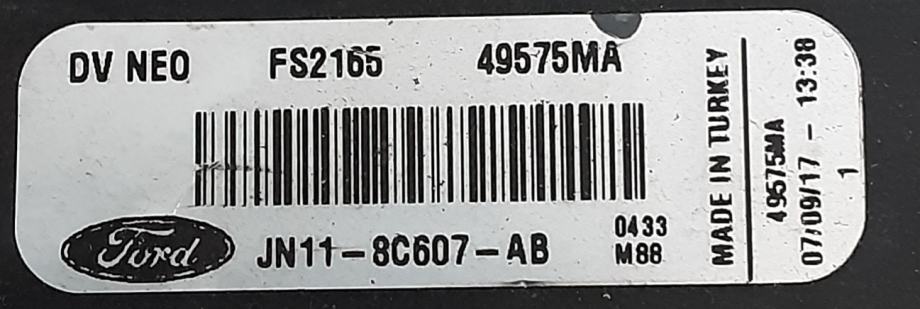 DV NEO FS2165 49575MA
Ford JN11-8C607-AB
0433
M88
MADE IN TURKEY
49575MA
07/09/17 - 13:38
1